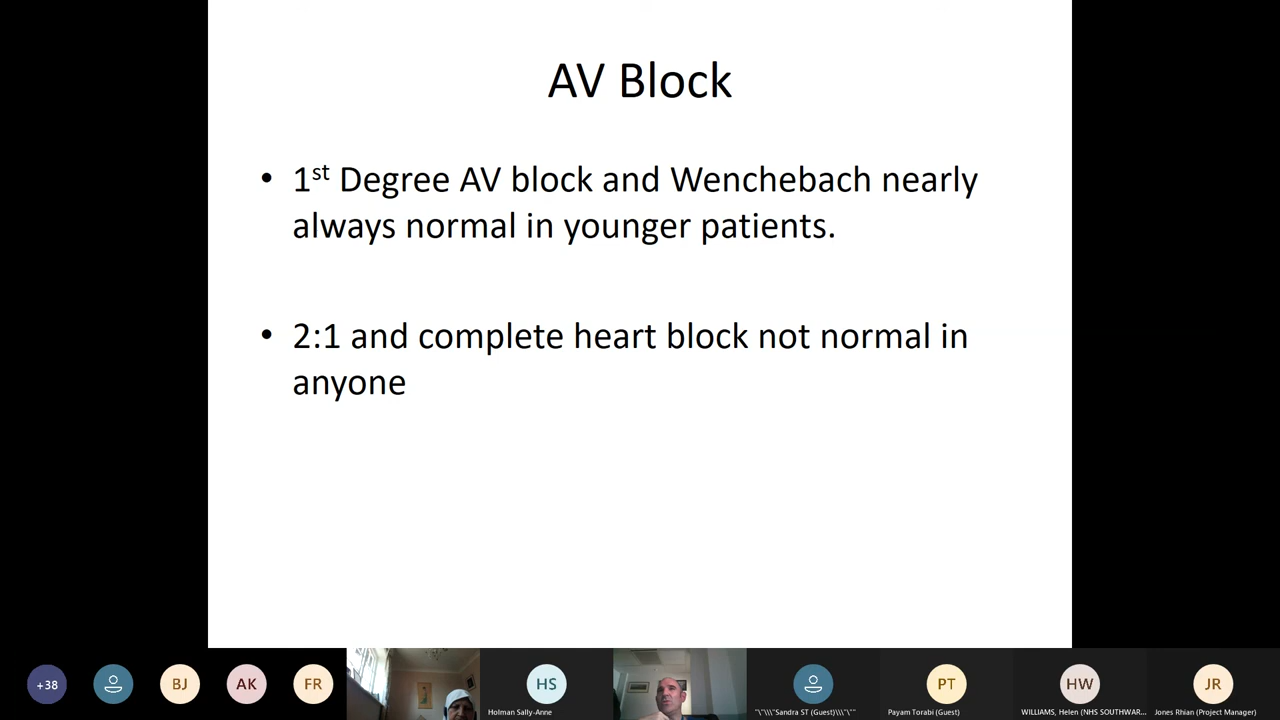 AV Block
• 1st Degree AV block and Wenchebach nearly
always normal in younger patients.
• 2:1 and complete heart block not normal in
anyone
+38
BJ
AK
FR
HS
Holman Sally-Anne
"\"\\\"Sandra ST (Guest)\\\"\""
PT
Payam Torabi (Guest)
HW
WILLIAMS, Helen (NHS SOUTHWAR...
JR
Jones Rhian (Project Manager)